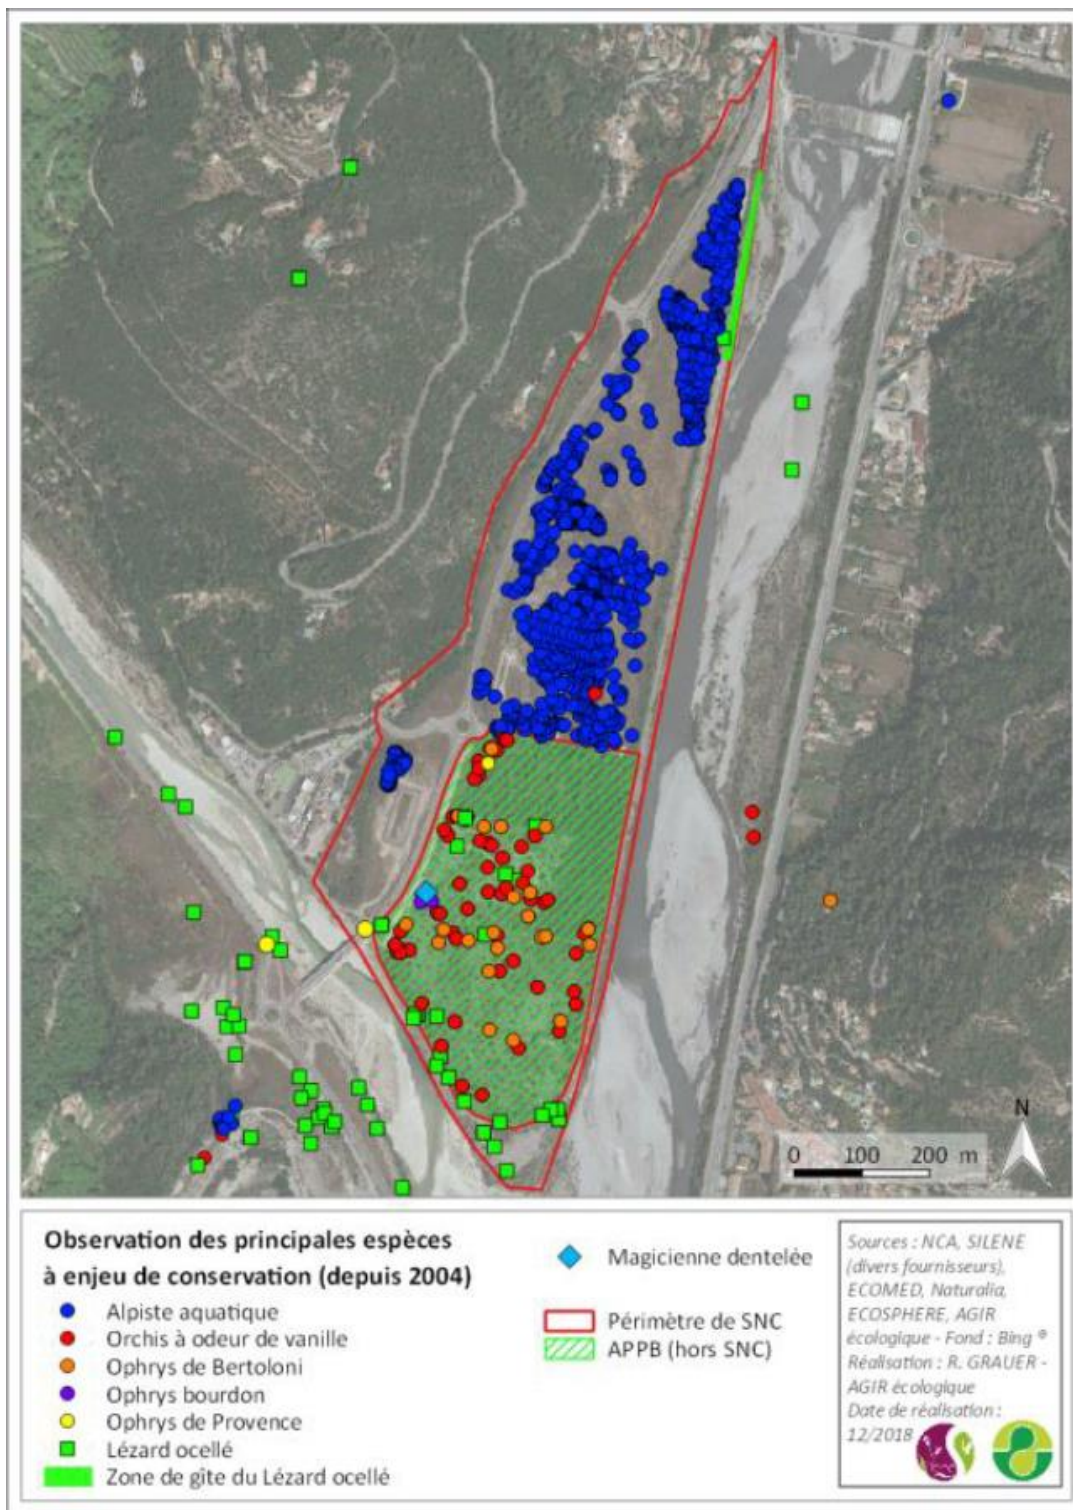 N
0 100 200 m
Observation des principales espèces
à enjeu de conservation (depuis 2004)
Alpiste aquatique
Orchis à odeur de vanille
Ophrys de Bertoloni
Ophrys bourdon
Ophrys de Provence
Lézard ocellé
Zone de gîte du Lézard ocellé
Magicienne dentelée
Périmètre de SNC
APPB (hors SNC)
Sources : NCA, SILENE
(divers fournisseurs),
ECOMED, Naturalia,
ECOSPHERE, AGIR
écologique - Fond : Bing ®
Réalisation : R. GRAUER -
AGIR écologique
Date de réalisation :
12/2018